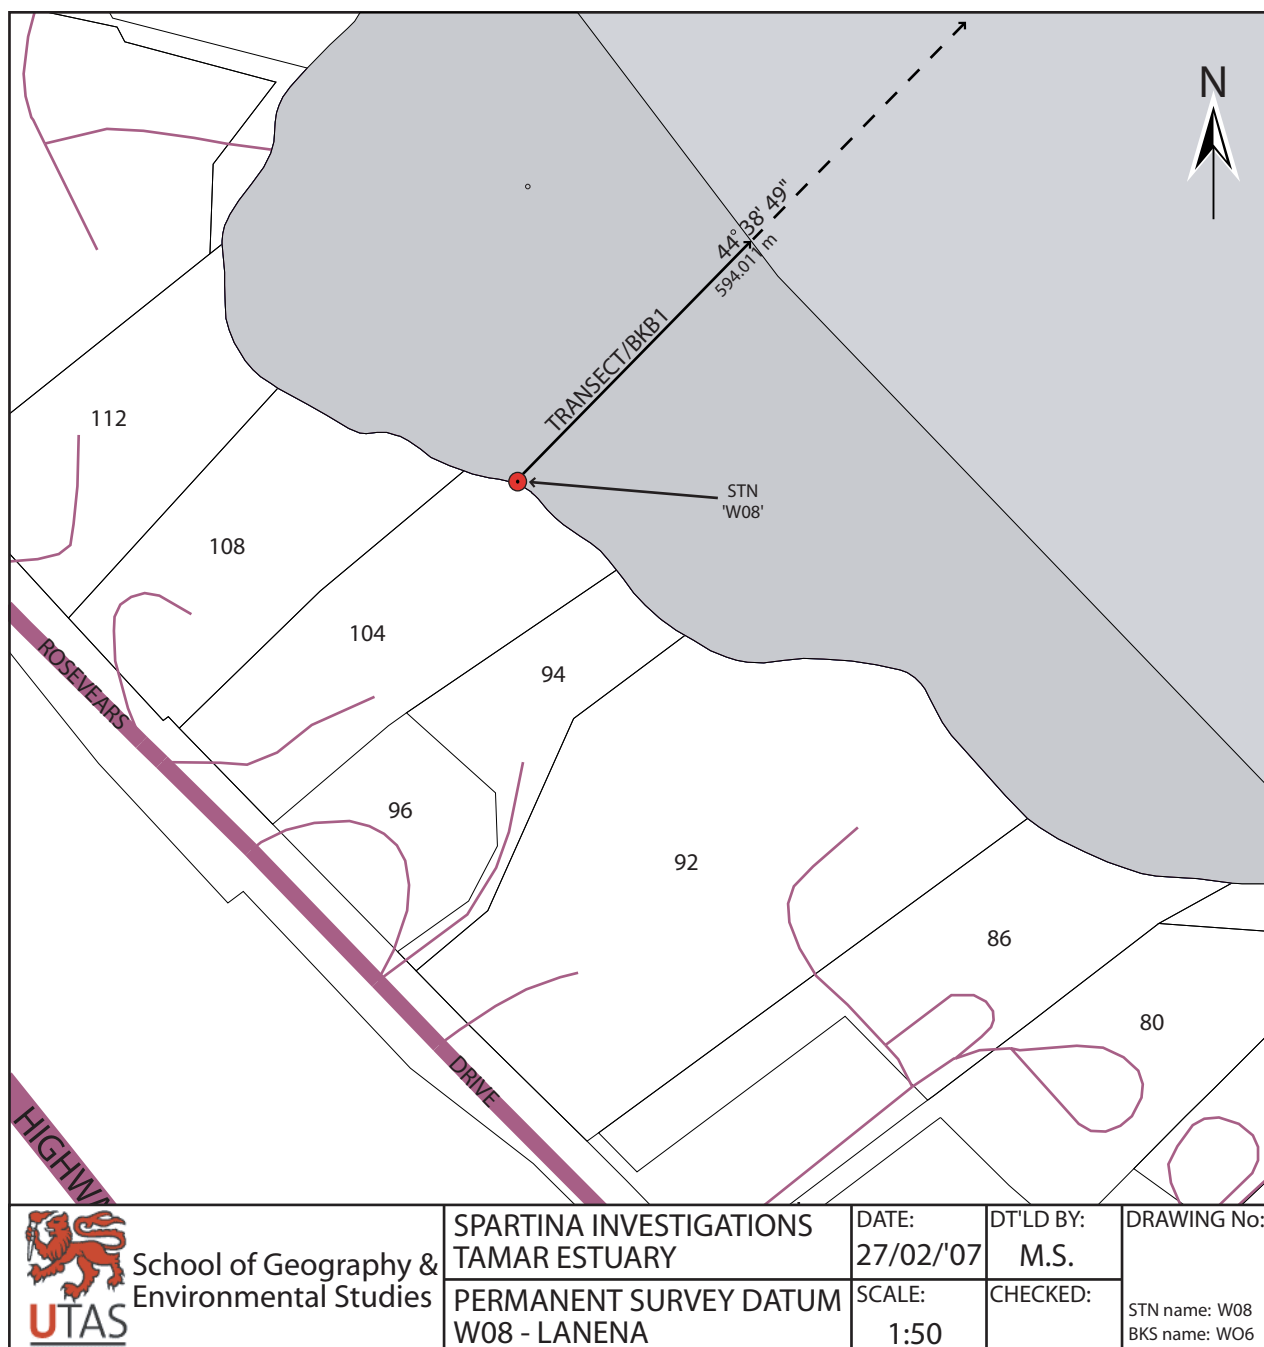 N
44° 38' 49"
594.011 m
TRANSECT/BKB1
STN
'W08'
112
108
104
94
96
92
86
80
ROSEVEARS
DRIVE
HIGHWA
UTAS
School of Geography &
Environmental Studies
SPARTINA INVESTIGATIONS
TAMAR ESTUARY
PERMANENT SURVEY DATUM
W08 - LANENA
DATE:
27/02/'07
SCALE:
1:50
DT'LD BY:
M.S.
CHECKED:
DRAWING No:
STN name: W08
BKS name: WO6